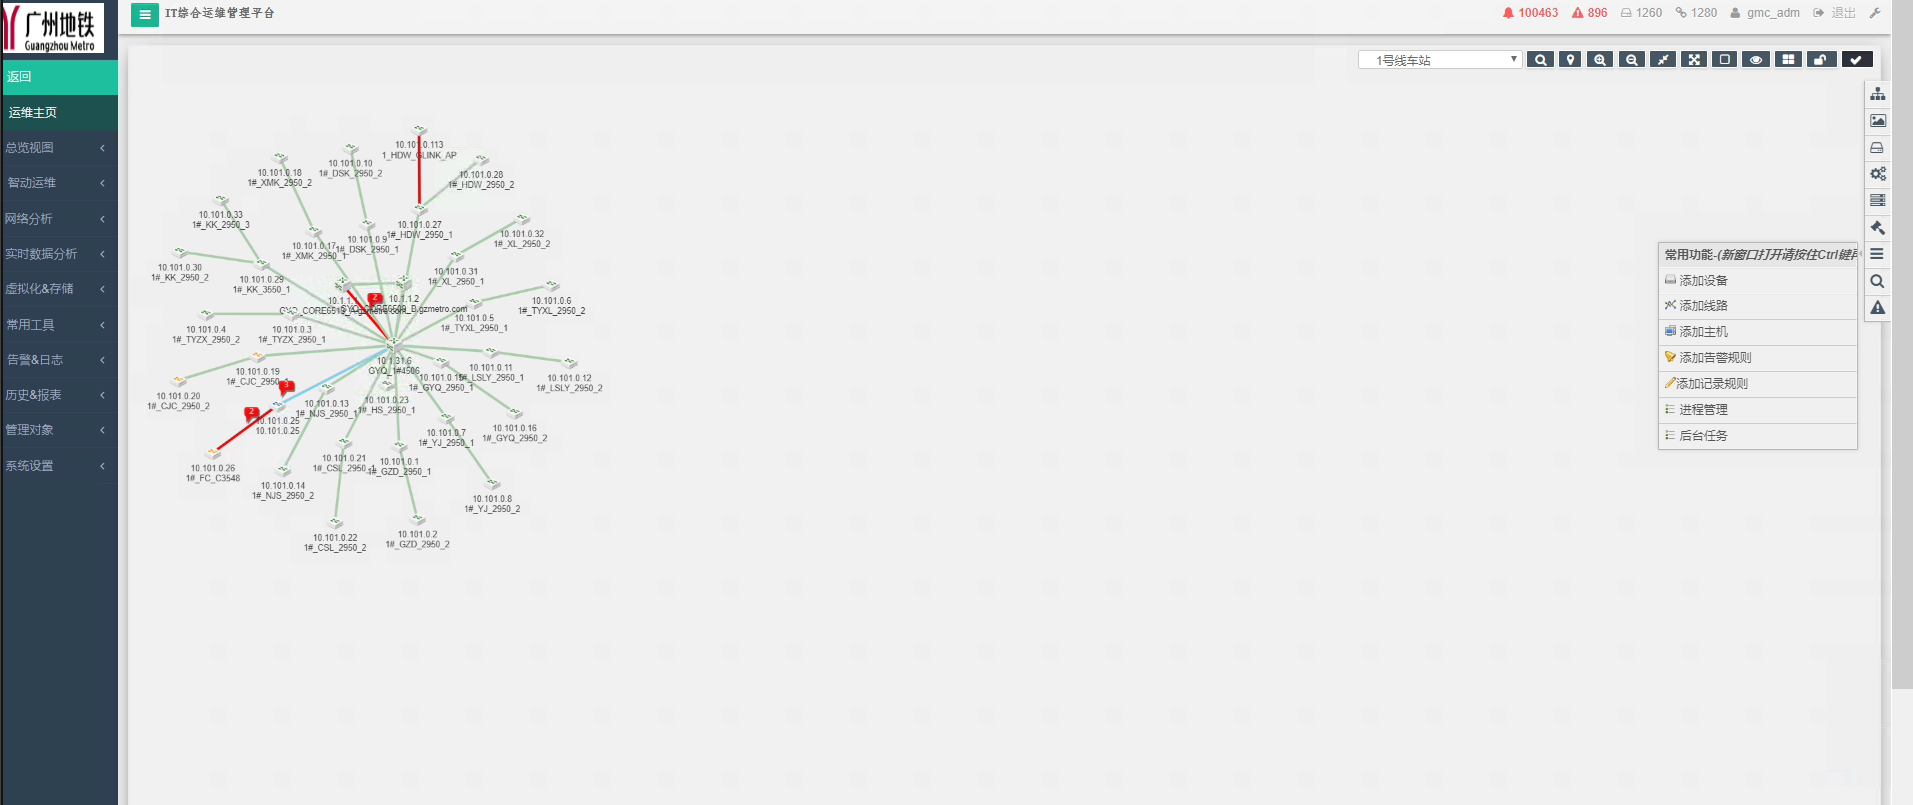 广州地铁
Guangzhou Metro
IT综合运维管理平台
100463 896 1260 1280 gmc_adm 退出
返回
运维主页
总览视图
智动运维
网络分析
实时数据分析
虚拟化&存储
常用工具
告警&日志
历史&报表
管理对象
系统设置
1号线车站
10.101.0.113
1_HDW_GLINK_AP
10.101.0.10
1#_DSK_2950_2
10.101.0.18
1#_XMK_2950_2
10.101.0.28
1#_HDW_2950_2
10.101.0.33
1#_KK_2950_3
10.101.0.27
1#_HDW_2950_1
10.101.0.32
1#_XL_2950_2
10.101.0.9
1#_DSK_2950_1
10.101.0.17
1#_XMK_2950_1
10.101.0.30
1#_KK_2950_2
10.101.0.31
1#_XL_2950_1
10.101.0.29
1#_KK_3550_1
10.1.1.2
2
10.101.0.6
1#_TYXL_2950_2
10.101.0.5
1#_TYXL_2950_1
10.101.0.4
1#_TYZX_2950_2
10.101.0.3
1#_TYZX_2950_1
10.1.31.6
GYQ_1#4506
10.101.0.19
1#_CJC_2950_1
10.101.0.11
1#_LSLY_2950_1
10.101.0.12
1#_LSLY_2950_2
10.101.0.15
1#_GYQ_2950_1
3
10.101.0.20
1#_CJC_2950_2
10.101.0.13
1#_NJS_2950_1
10.101.0.23
1#_HS_2950_1
2
10.101.0.25
10.101.0.25
10.101.0.16
1#_GYQ_2950_2
10.101.0.7
1#_YJ_2950_1
10.101.0.26
1#_FC_C3548
10.101.0.21
1#_CSL_2950_1
10.101.0.1
1#_GZD_2950_1
10.101.0.14
1#_NJS_2950_2
10.101.0.8
1#_YJ_2950_2
10.101.0.22
1#_CSL_2950_2
10.101.0.2
1#_GZD_2950_2
常用功能-(新窗口打开请按住Ctrl键
添加设备
添加线路
添加主机
添加告警规则
添加记录规则
进程管理
后台任务